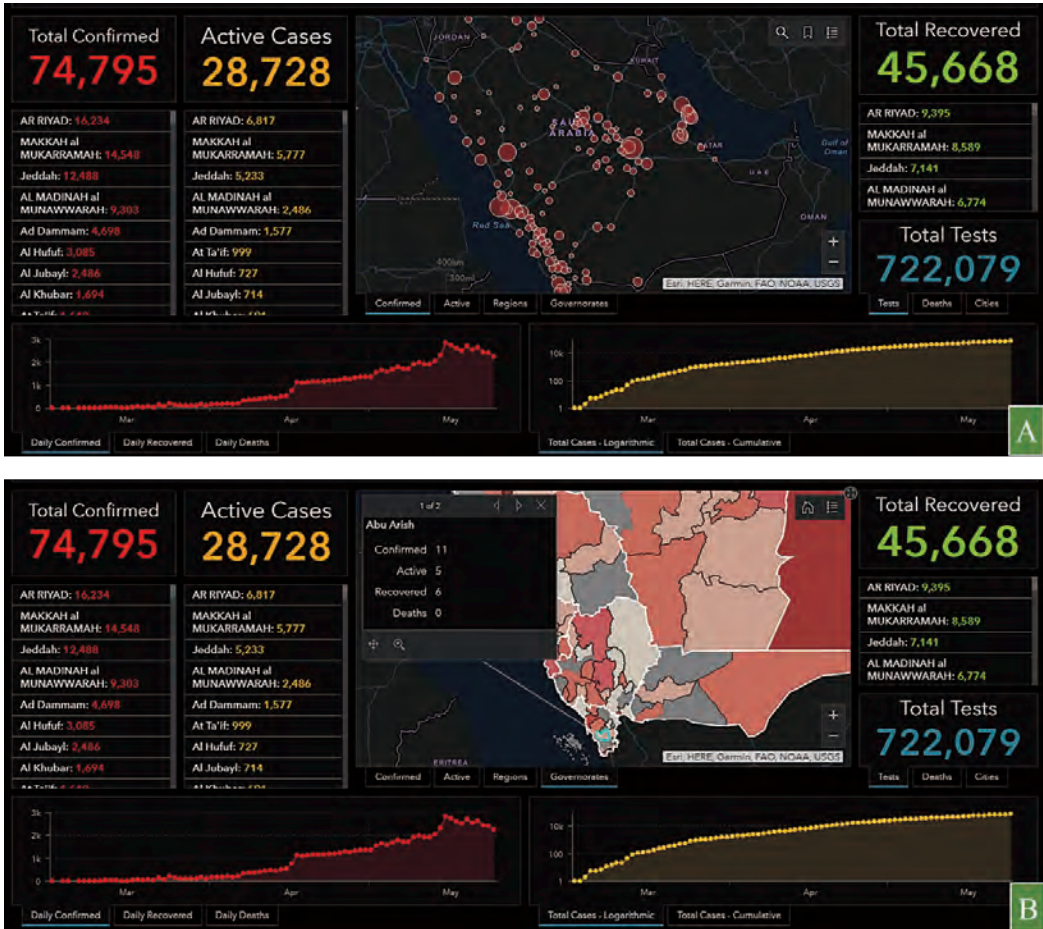 Total Confirmed
74,795
AR RIYAD: 16,234
MAKKAH al
MUKARRAMAH: 14,548
Jeddah: 12,488
AL MADINAH al
MUNAWWARAH: 9,303
Ad Dammam: 4,698
Al Hufuf: 3,085
Al Jubayl: 2,486
Al Khubar: 1,694
Active Cases
28,728
AR RIYAD: 6,817
MAKKAH al
MUKARRAMAH: 5,777
Jeddah: 5,233
AL MADINAH al
MUNAWWARAH: 2,486
Ad Dammam: 1,577
At Ta'if: 999
Al Hufuf: 727
Al Jubayl: 714
JORDAN
KUWAIT
SAUDI
ARABIA
QATAR
Gulf of
Oman
UAE
OMAN
Red Sea
400km
300mi
+
−
Esri, HERE, Garmin, FAO, NOAA, USGS
Confirmed Active Regions Governorates
Total Recovered
45,668
AR RIYAD: 9,395
MAKKAH al
MUKARRAMAH: 8,589
Jeddah: 7,141
AL MADINAH al
MUNAWWARAH: 6,774
Total Tests
722,079
Tests Deaths Cities
3k
2k
1k
0
Mar Apr May
Daily Confirmed Daily Recovered Daily Deaths
10k
100
1
Mar Apr May
Total Cases - Logarithmic Total Cases - Cumulative
A
Total Confirmed
74,795
AR RIYAD: 16,234
MAKKAH al
MUKARRAMAH: 14,548
Jeddah: 12,488
AL MADINAH al
MUNAWWARAH: 9,303
Ad Dammam: 4,698
Al Hufuf: 3,085
Al Jubayl: 2,486
Al Khubar: 1,694
Active Cases
28,728
AR RIYAD: 6,817
MAKKAH al
MUKARRAMAH: 5,777
Jeddah: 5,233
AL MADINAH al
MUNAWWARAH: 2,486
Ad Dammam: 1,577
At Ta'if: 999
Al Hufuf: 727
Al Jubayl: 714
1 of 2
Abu Arish
Confirmed 11
Active 5
Recovered 6
Deaths 0
ERITREA
+
−
Esri, HERE, Garmin, FAO, NOAA, USGS
Confirmed Active Regions Governorates
Total Recovered
45,668
AR RIYAD: 9,395
MAKKAH al
MUKARRAMAH: 8,589
Jeddah: 7,141
AL MADINAH al
MUNAWWARAH: 6,774
Total Tests
722,079
Tests Deaths Cities
3k
2k
1k
0
Mar Apr May
Daily Confirmed Daily Recovered Daily Deaths
10k
100
1
Mar Apr May
Total Cases - Logarithmic Total Cases - Cumulative
B